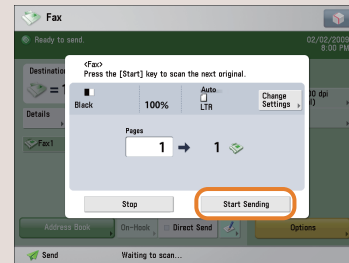 Fax
Ready to send.
02/02/2009
8:00 PM
<Fax>
Press the [Start] key to scan the next original.
Destination
= 1
Black
100%
Auto
LTR
Change
Settings
00 dpi
Details
Pages
1 → 1
Fax1
Stop
Start Sending
Address Book
On-Hook
Direct Send
Options
Send
Waiting to scan...